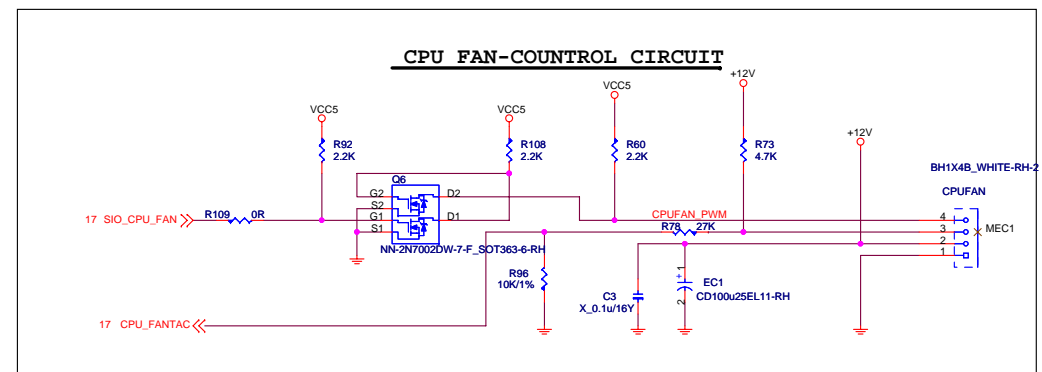 CPU FAN-COUNTROL CIRCUIT
+12V
VCC5
VCC5
VCC5
+12V
R92
2.2K
R108
2.2K
R60
2.2K
R73
4.7K
BH1X4B_WHITE-RH-2
CPUFAN
Q6
G2
S2
G1
S1
D2
D1
17 SIO_CPU_FAN
R109
0R
CPUFAN_PWM
R78
27K
4
3
2
1
MEC1
NN-2N7002DW-7-F_SOT363-6-RH
R96
10K/1%
C3
X_0.1u/16Y
+
1
2
EC1
CD100u25EL11-RH
17 CPU_FANTAC